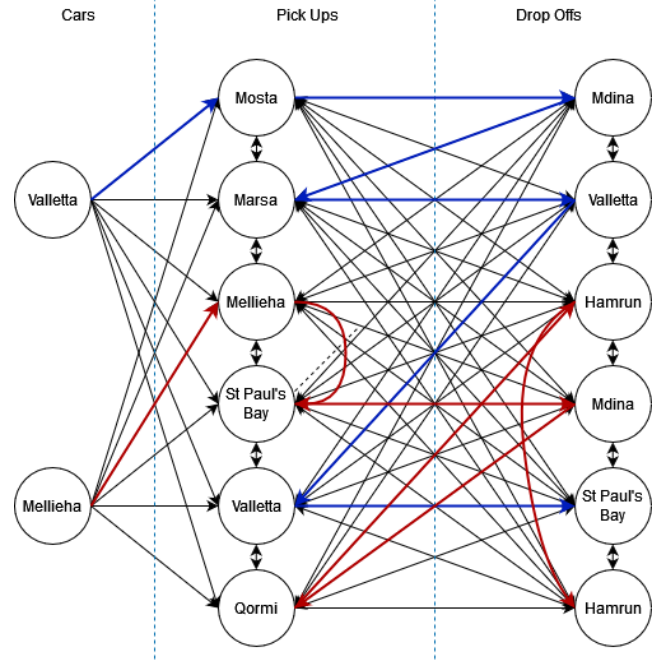 Cars
Pick Ups
Drop Offs
Mosta
Mdina
Valletta
Marsa
Valletta
Mellieha
Hamrun
St Paul's
Bay
Mdina
Mellieha
Valletta
St Paul's
Bay
Qormi
Hamrun